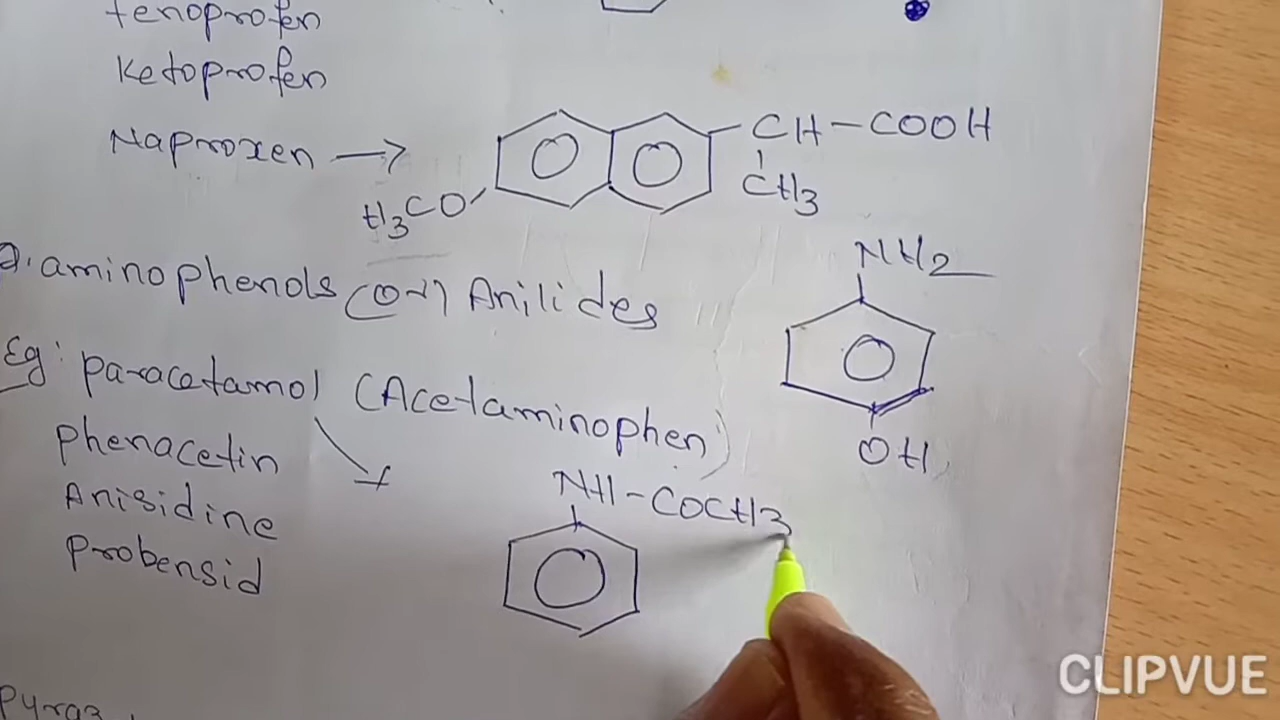 fenoprofen
Ketoprofen
Naproxen → CH-COOH
CH3
H3CO
2. aminophenols (or) Anilides
NH2
OH
Eg: paracetamol (Acetaminophen)
phenacetin
Anisidine
probensid
NH-COCH3
CLIPVUE